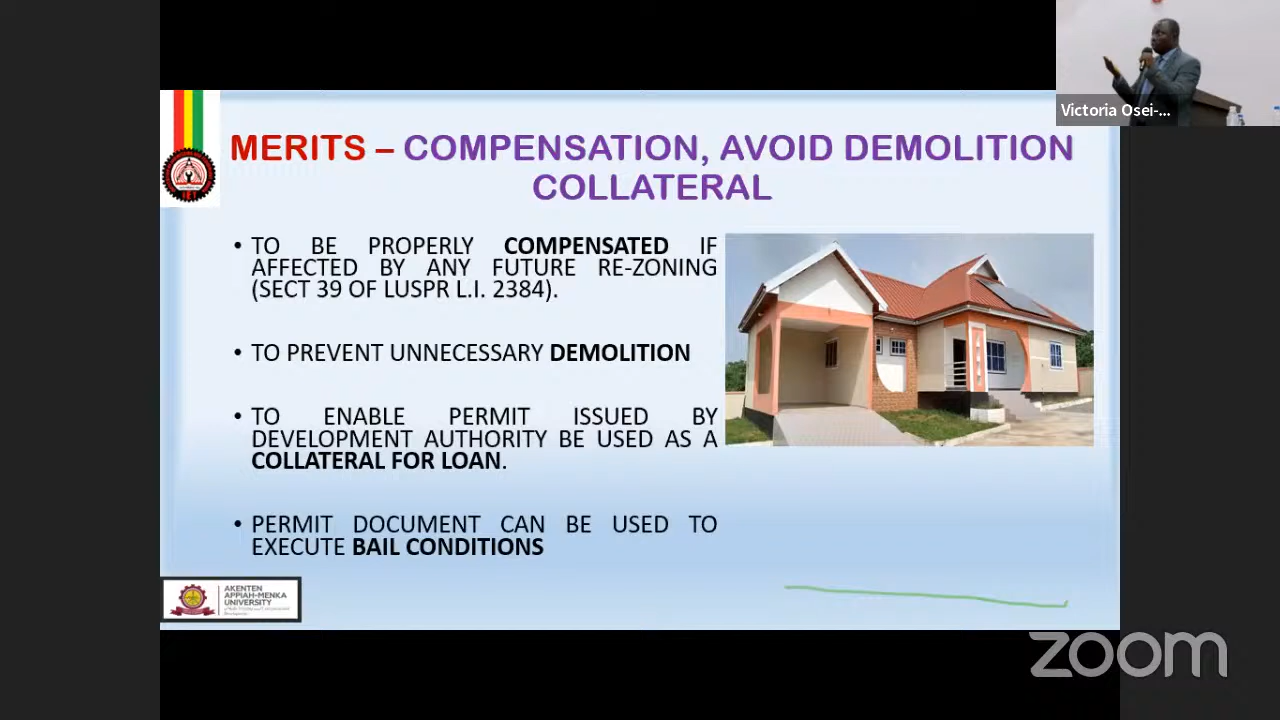 Victoria Osei-...
MERITS – COMPENSATION, AVOID DEMOLITION
COLLATERAL
• TO BE PROPERLY COMPENSATED IF
AFFECTED BY ANY FUTURE RE-ZONING
(SECT 39 OF LUSPR L.I. 2384).
• TO PREVENT UNNECESSARY DEMOLITION
• TO ENABLE PERMIT ISSUED BY
DEVELOPMENT AUTHORITY BE USED AS A
COLLATERAL FOR LOAN.
• PERMIT DOCUMENT CAN BE USED TO
EXECUTE BAIL CONDITIONS
AKENTEN
APPIAH-MENKA
UNIVERSITY
zoom